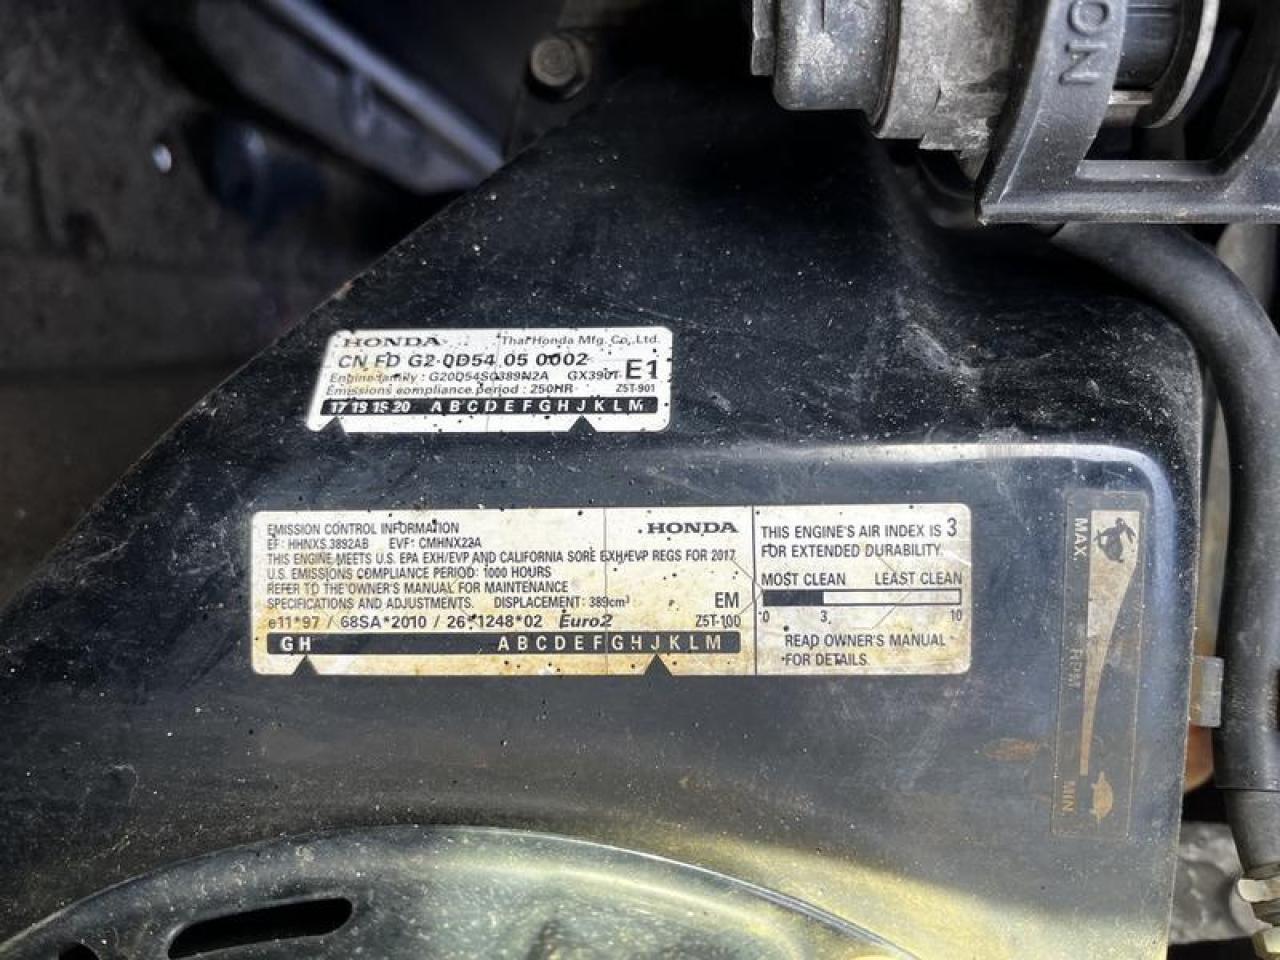 ON
HONDA Thai Honda Mfg. Co., Ltd.
CN FD G2 0D54 05 0002
Engine family : G20D54S0389N2A GX390T E1
Emissions compliance period : 250HR Z5T-901
17 18 19 20 A B C D E F G H J K L M
EMISSION CONTROL INFORMATION HONDA
EF: HHNXS.3892AB EVF: CMHNX22A
THIS ENGINE MEETS U.S. EPA EXH/EVP AND CALIFORNIA SORE EXH/EVP REGS FOR 2017
U.S. EMISSIONS COMPLIANCE PERIOD: 1000 HOURS
REFER TO THE OWNER'S MANUAL FOR MAINTENANCE
SPECIFICATIONS AND ADJUSTMENTS. DISPLACEMENT: 389cm³ EM
e11*97 / 68SA*2010 / 26*1248*02 Euro2 Z5T-100
G H A B C D E F G H J K L M
THIS ENGINE'S AIR INDEX IS 3
FOR EXTENDED DURABILITY.
MOST CLEAN LEAST CLEAN
0 3 10
READ OWNER'S MANUAL
FOR DETAILS.
MAX.
RPM
MIN